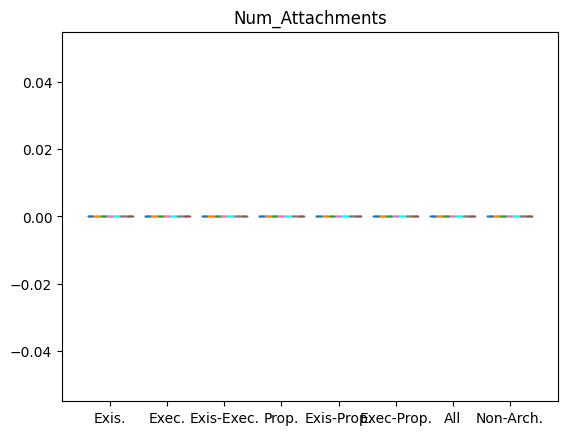 Num_Attachments
0.04
0.02
0.00
−0.02
−0.04
Exis. Exec. Exis-Exec. Prop. Exis-Prop. Exec-Prop. All Non-Arch.